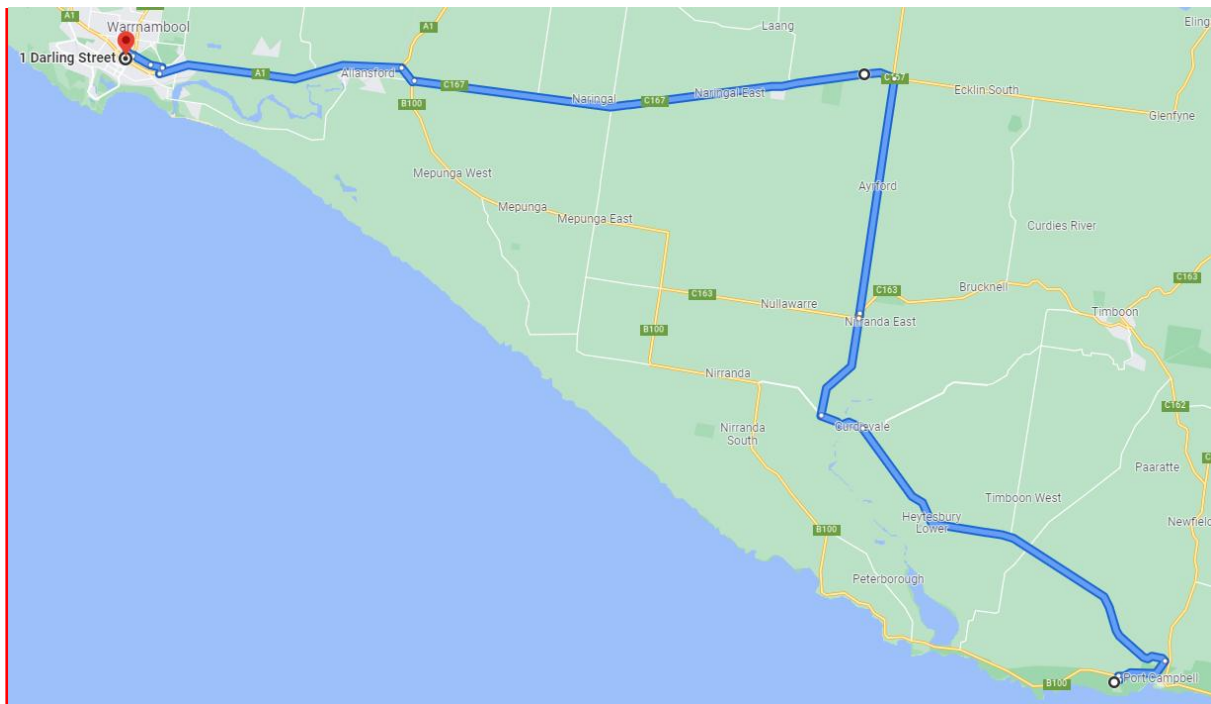 A1
Warrnambool
1 Darling Street
A1
Allansford
A1
B100
C167
Naringal
C167
Naringal East
Laang
C167
Ecklin South
Glenfyne
Mepunga West
Mepunga
Mepunga East
Ayrford
Curdies River
C163
Nullawarre
C163
Brucknell
C163
Nirranda East
Timboon
B100
Nirranda
Nirranda
South
Curdievale
C162
Paaratte
Timboon West
Heytesbury
Lower
Newfield
B100
Peterborough
B100
Port Campbell